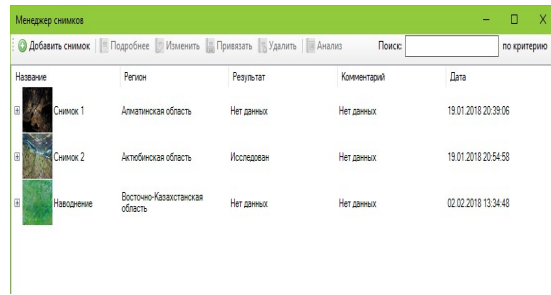 Менеджер снимков
Добавить снимок Подробнее Изменить Привязать Удалить Анализ Поиск: по критерию
Название Регион Результат Комментарий Дата
Снимок 1 Алматинская область Нет данных Нет данных 19.01.2018 20:39:06
Снимок 2 Актюбинская область Исследован Нет данных 19.01.2018 20:54:58
Наводнение Восточно-Казахстанская область Нет данных Нет данных 02.02.2018 13:34:48